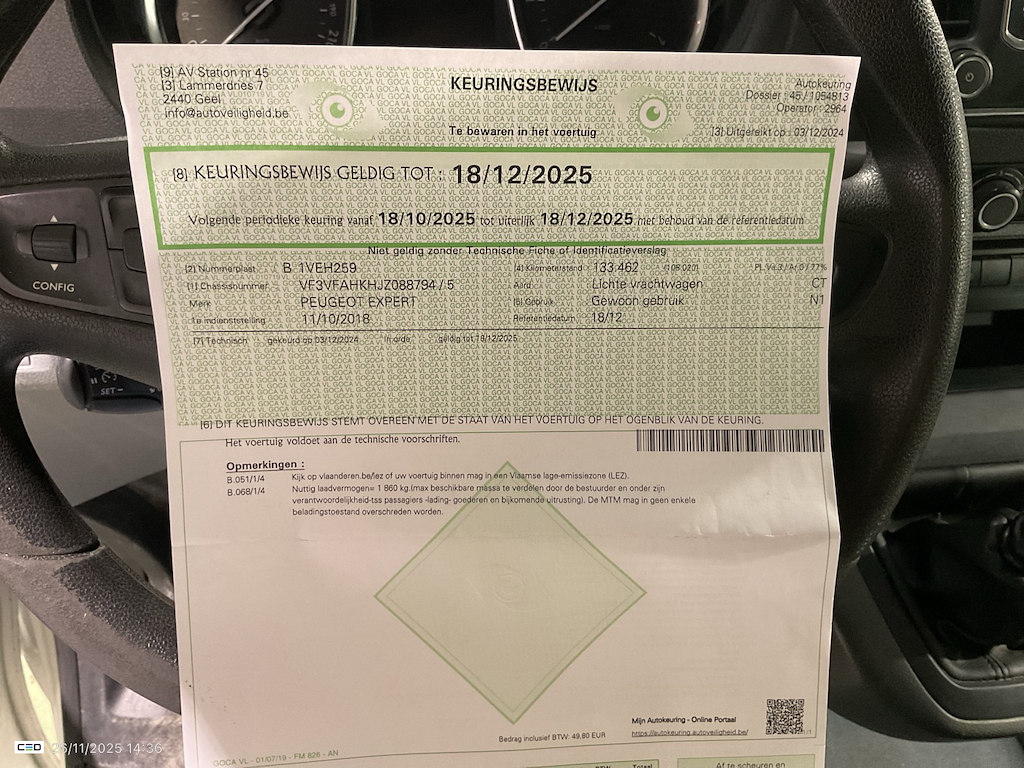 [9] AV Station nr 45
[3] Lammerdries 7
2440 Geel
info@autoveiligheid.be
KEURINGSBEWIJS
Te bewaren in het voertuig
Autokeuring
Dossier : 45 / 1054813
Operator : 2964
[3] Uitgereikt op : 03/12/2024
[8] KEURINGSBEWIJS GELDIG TOT : 18/12/2025
Volgende periodieke keuring vanaf 18/10/2025 tot uiterlijk 18/12/2025 met behoud van de referentiedatum
Niet geldig zonder Technische Fiche of Identificatieverslag
[2] Nummerplaat B 1VEH259 [4] Kilometerstand 133.462
[1] Chassisnummer VF3VFAHKHJZ088794 / 5 Aard Lichte vrachtwagen CT
Merk PEUGEOT EXPERT [5] Gebruik Gewoon gebruik N1
1e indienststelling 11/10/2018 Referentiedatum 18/12
[7] Technisch gekeurd op 03/12/2024 In orde geldig tot 18/12/2025
[6] DIT KEURINGSBEWIJS STEMT OVEREEN MET DE STAAT VAN HET VOERTUIG OP HET OGENBLIK VAN DE KEURING.
Het voertuig voldoet aan de technische voorschriften.
Opmerkingen :
B.051/1/4 Kijk op vlaanderen.be/lez of uw voertuig binnen mag in een Vlaamse lage-emissiezone (LEZ).
B.068/1/4 Nuttig laadvermogen= 1 860 kg.(max beschikbare massa te verdelen door de bestuurder en onder zijn
verantwoordelijkheid-tss passagiers -lading- goederen en bijkomende uitrusting). De MTM mag in geen enkele
beladingstoestand overschreden worden.
Mijn Autokeuring - Online Portaal
https://autokeuring.autoveiligheid.be/
Bedrag inclusief BTW: 49,80 EUR
GOCA VL - 01/07/19 - FM 826 - AN
BTW Totaal
Af te scheuren en
CONFIG
SET -
26/11/2025 14:36